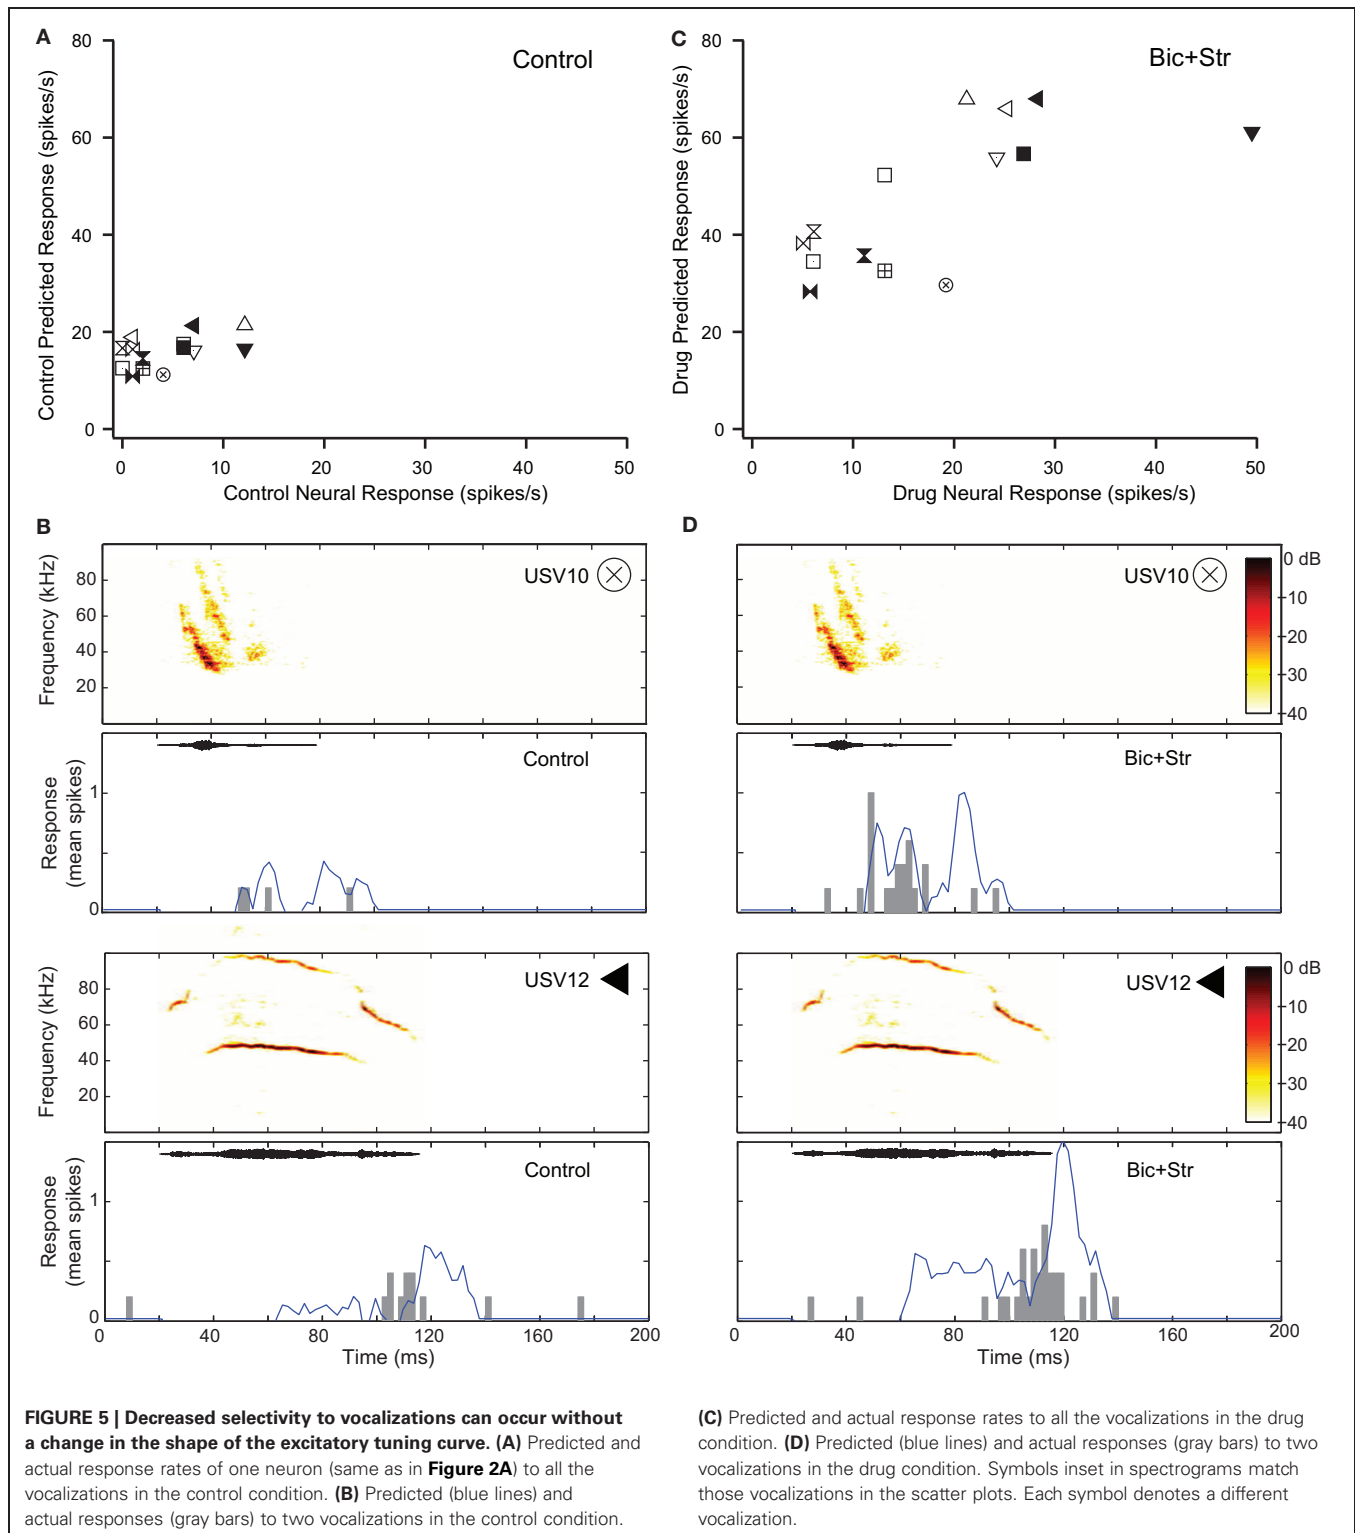 A
80
60
40
20
0
Control Predicted Response (spikes/s)
Control
0 10 20 30 40 50
Control Neural Response (spikes/s)
C
80
60
40
20
0
Drug Predicted Response (spikes/s)
Bic+Str
0 10 20 30 40 50
Drug Neural Response (spikes/s)
B
Frequency (kHz)
80
60
40
20
USV10
Response
(mean spikes)
1
0
Control
Frequency (kHz)
80
60
40
20
USV12
Response
(mean spikes)
1
0
Control
0 40 80 120 160 200
Time (ms)
D
USV10
0 dB
10
20
30
40
Bic+Str
USV12
0 dB
10
20
30
40
Bic+Str
0 40 80 120 160 200
Time (ms)
FIGURE 5 | Decreased selectivity to vocalizations can occur without
a change in the shape of the excitatory tuning curve. (A) Predicted and
actual response rates of one neuron (same as in Figure 2A) to all the
vocalizations in the control condition. (B) Predicted (blue lines) and
actual responses (gray bars) to two vocalizations in the control condition.
(C) Predicted and actual response rates to all the vocalizations in the drug
condition. (D) Predicted (blue lines) and actual responses (gray bars) to two
vocalizations in the drug condition. Symbols inset in spectrograms match
those vocalizations in the scatter plots. Each symbol denotes a different
vocalization.